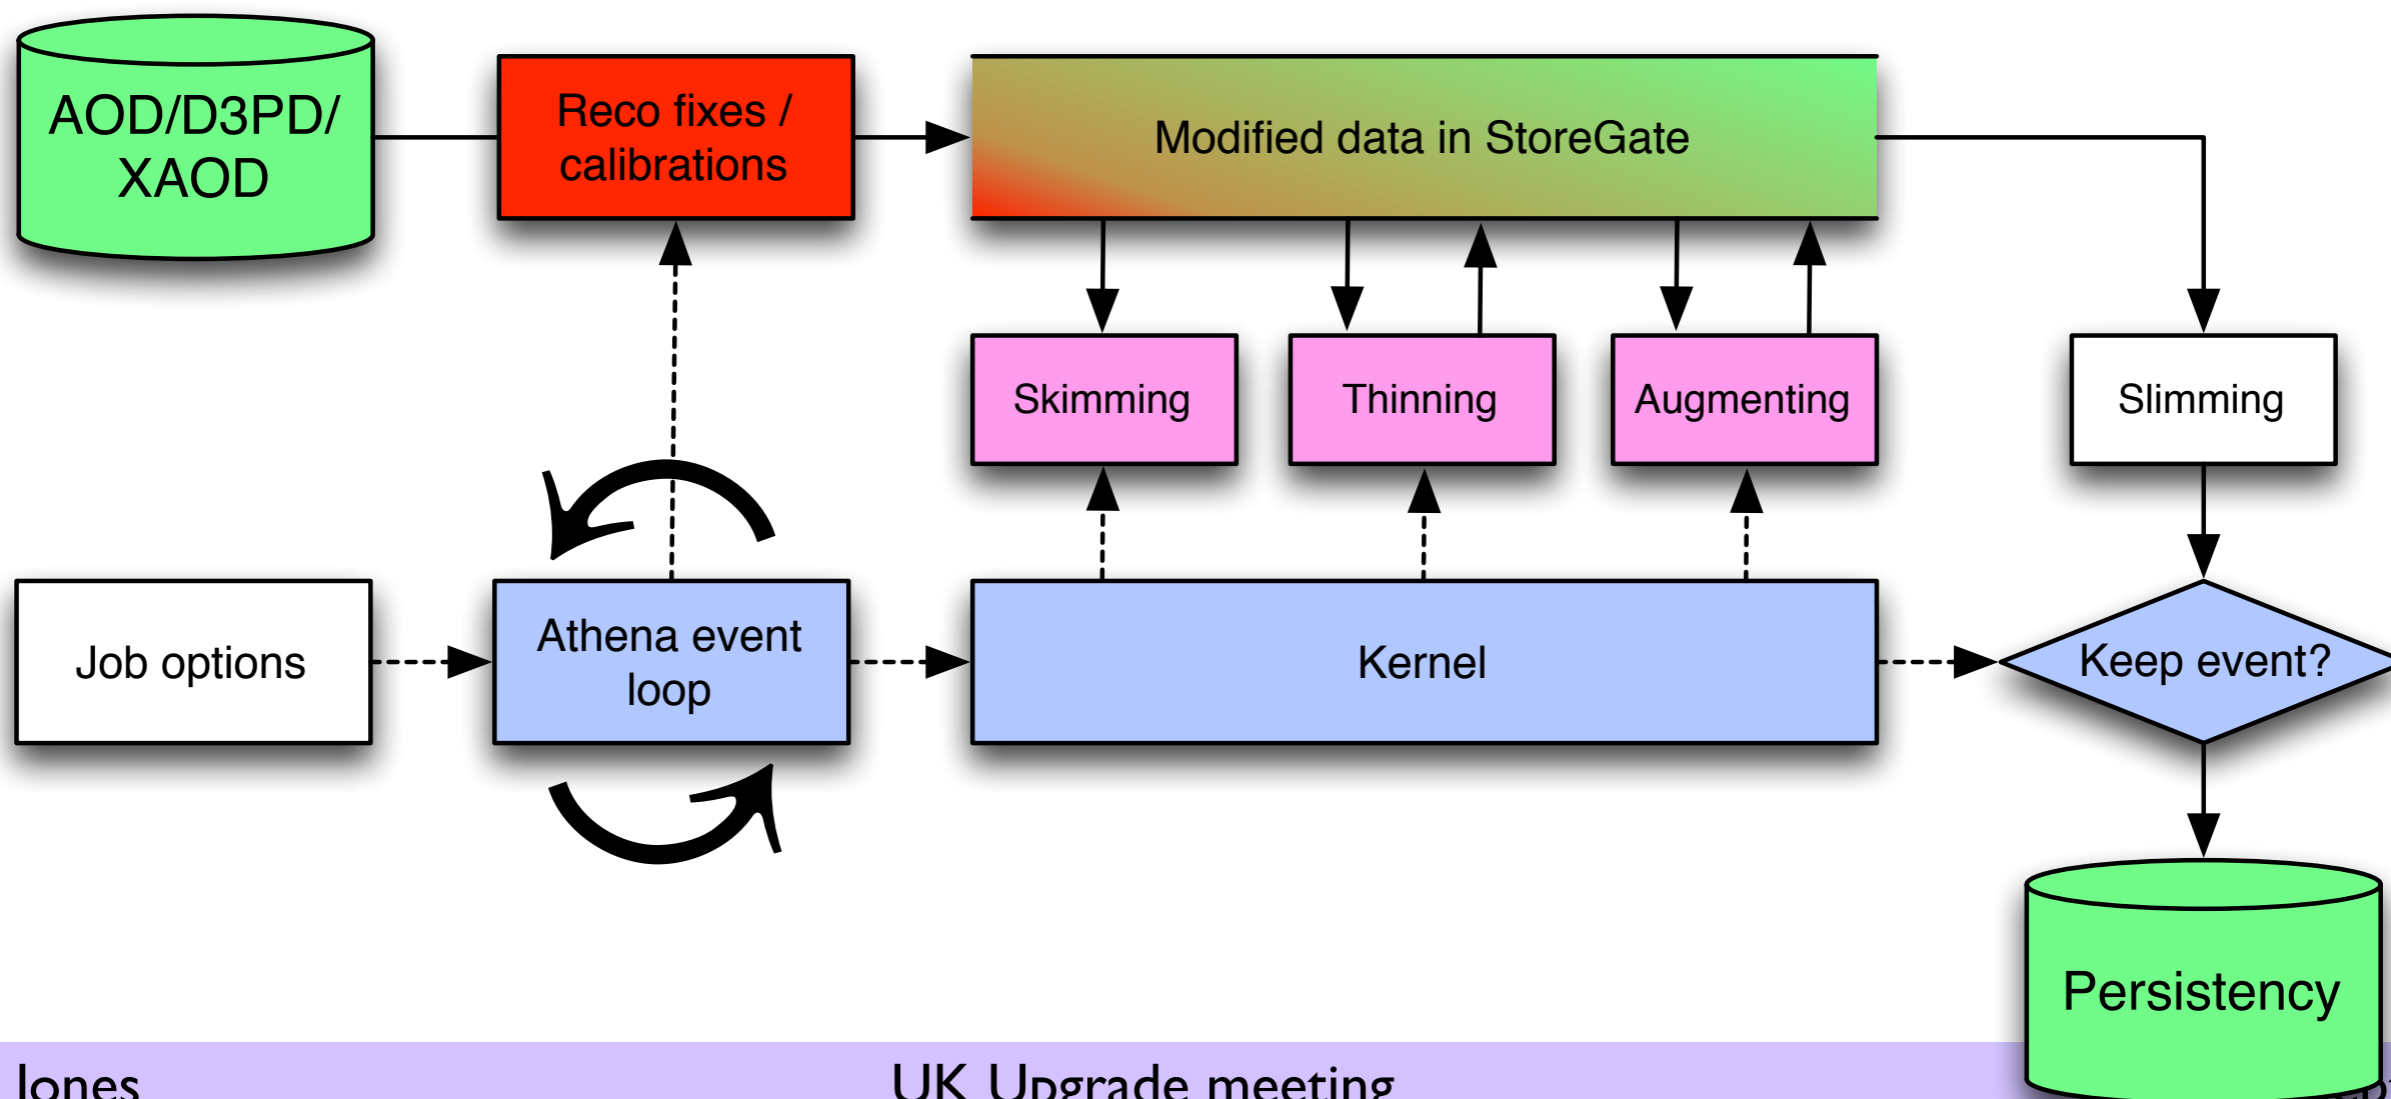 AOD/D3PD/
XAOD
Reco fixes /
calibrations
Modified data in StoreGate
Skimming
Thinning
Augmenting
Slimming
Job options
Athena event
loop
Kernel
Keep event?
Persistency
Jones
UK Upgrade meeting